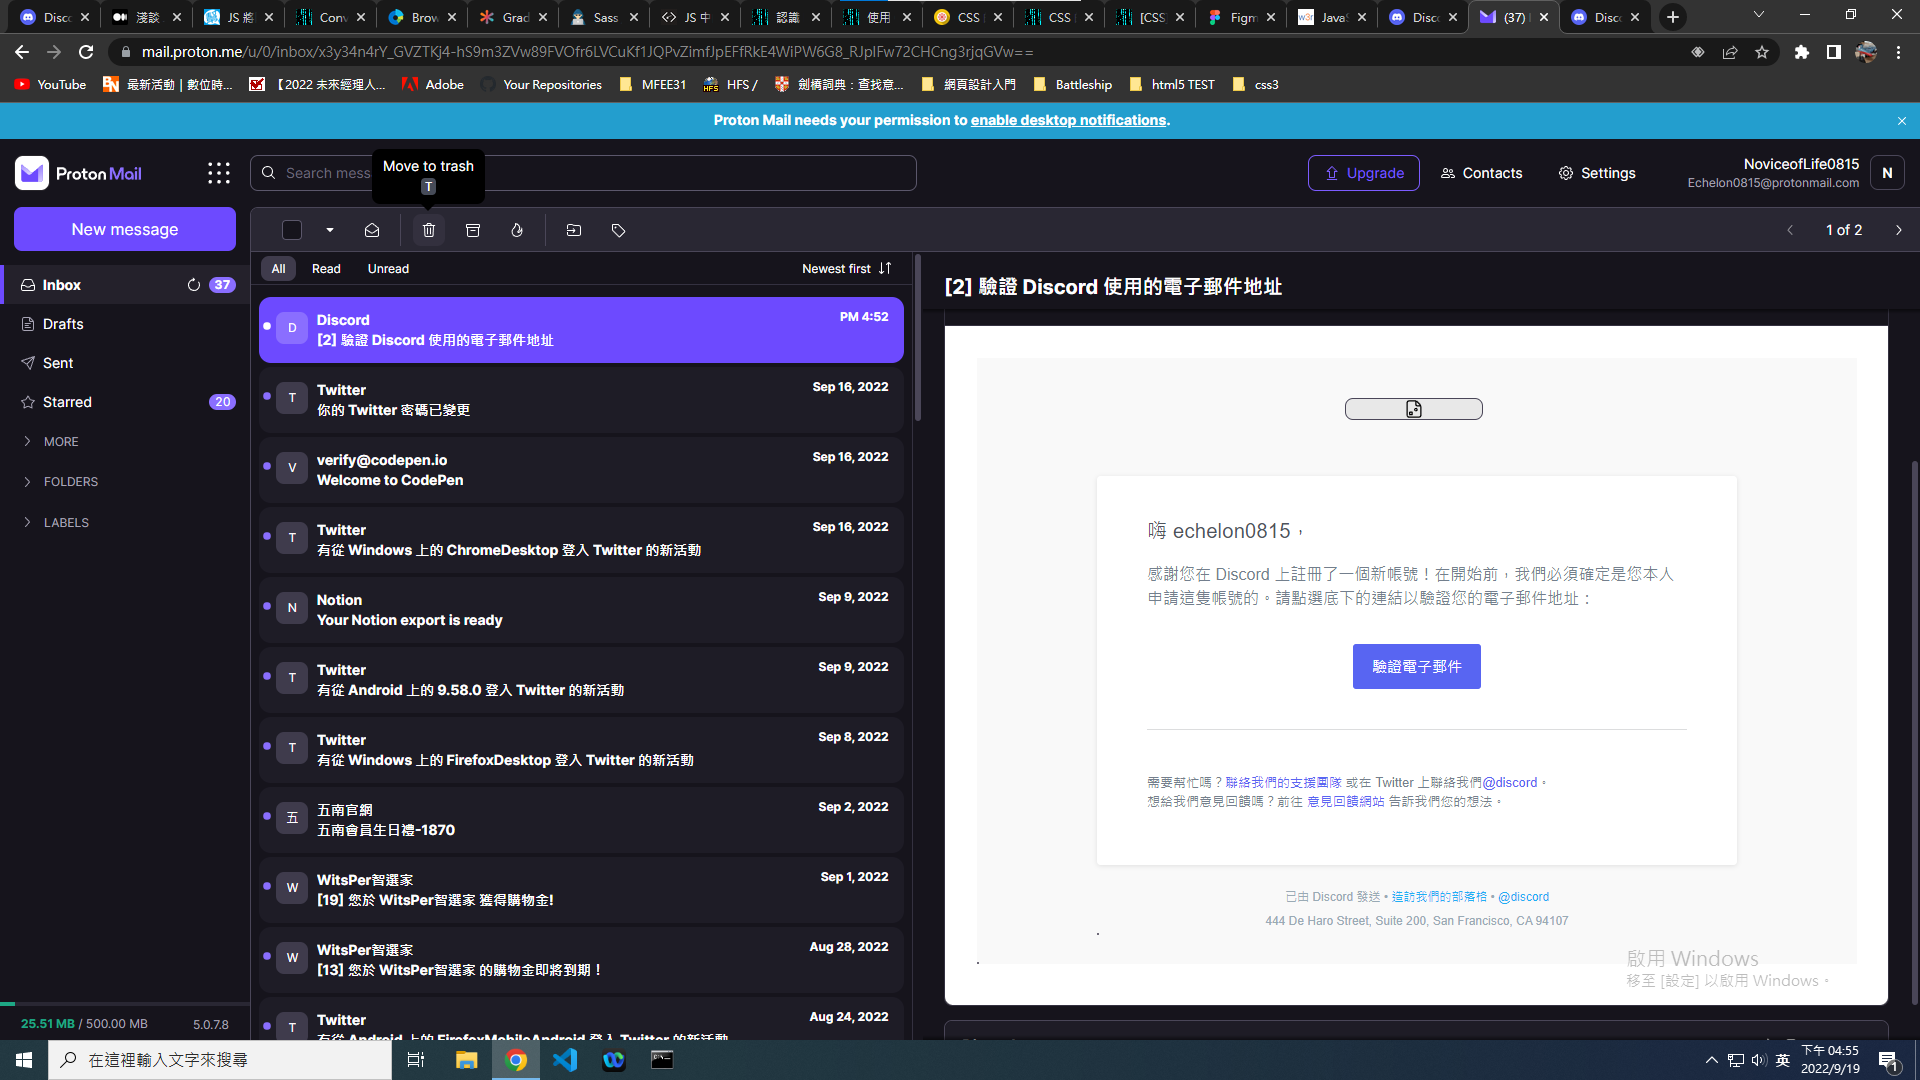 Disco
淺談
JS 將
Conv
Brow
Grad
Sass
JS 中
認識
使用
CSS
CSS
[CSS]
Figm
JavaS
Disco
(37)
Disco
mail.proton.me/u/0/inbox/x3y34n4rY_GVZTKj4-hS9m3ZVw89FVOfr6LVCuKf1JQPvZimfJpEFfRkE4WiPW6G8_RJpIFw72CHCng3rjqGVw==
YouTube
最新活動 | 數位時...
【2022 未來經理人...
Adobe
Your Repositories
MFEE31
HFS /
劍橋詞典：查找意...
網頁設計入門
Battleship
html5 TEST
css3
Proton Mail needs your permission to enable desktop notifications.
Proton Mail
Search mess
Move to trash
T
Upgrade
Contacts
Settings
NoviceofLife0815
Echelon0815@protonmail.com
N
New message
1 of 2
Inbox
37
Drafts
Sent
Starred
20
MORE
FOLDERS
LABELS
25.51 MB / 500.00 MB
5.0.7.8
All
Read
Unread
Newest first
D
Discord
PM 4:52
[2] 驗證 Discord 使用的電子郵件地址
T
Twitter
Sep 16, 2022
你的 Twitter 密碼已變更
V
verify@codepen.io
Sep 16, 2022
Welcome to CodePen
T
Twitter
Sep 16, 2022
有從 Windows 上的 ChromeDesktop 登入 Twitter 的新活動
N
Notion
Sep 9, 2022
Your Notion export is ready
T
Twitter
Sep 9, 2022
有從 Android 上的 9.58.0 登入 Twitter 的新活動
T
Twitter
Sep 8, 2022
有從 Windows 上的 FirefoxDesktop 登入 Twitter 的新活動
五
五南官網
Sep 2, 2022
五南會員生日禮-1870
W
WitsPer智選家
Sep 1, 2022
[19] 您於 WitsPer智選家 獲得購物金!
W
WitsPer智選家
Aug 28, 2022
[13] 您於 WitsPer智選家 的購物金即將到期！
T
Twitter
Aug 24, 2022
有從 Android 上的 FirefoxMobileAndroid 登入 Twitter 的新活動
[2] 驗證 Discord 使用的電子郵件地址
嗨 echelon0815，
感謝您在 Discord 上註冊了一個新帳號！在開始前，我們必須確定是您本人
申請這隻帳號的。請點選底下的連結以驗證您的電子郵件地址：
驗證電子郵件
需要幫忙嗎？聯絡我們的支援團隊 或在 Twitter 上聯絡我們@discord。
想給我們意見回饋嗎？前往 意見回饋網站 告訴我們您的想法。
已由 Discord 發送 • 造訪我們的部落格 • @discord
444 De Haro Street, Suite 200, San Francisco, CA 94107
啟用 Windows
移至 [設定] 以啟用 Windows。
在這裡輸入文字來搜尋
英
下午 04:55
2022/9/19
1